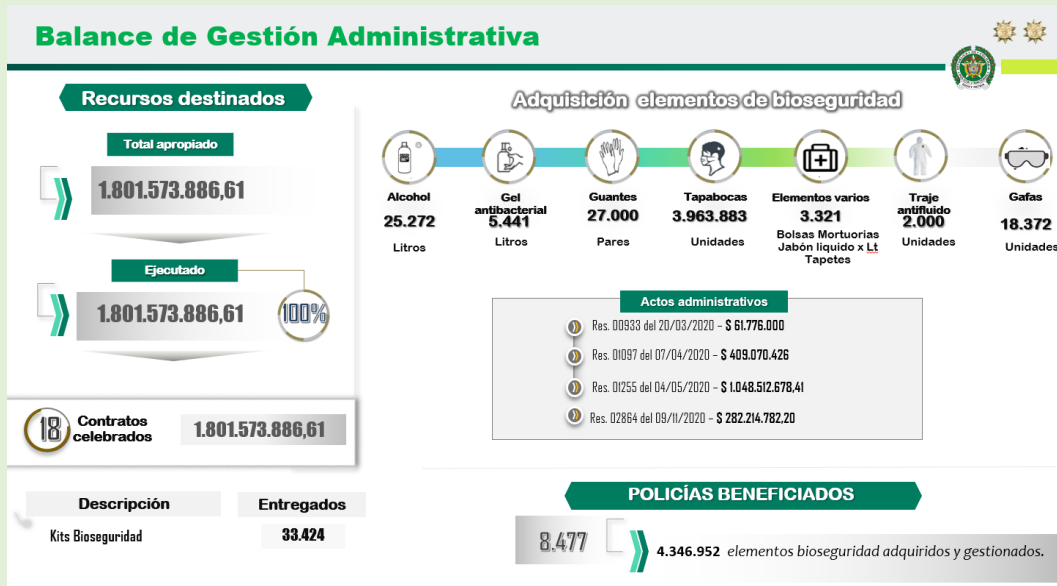 Balance de Gestión Administrativa
Recursos destinados
Total apropiado
1.801.573.886,61
Ejecutado
1.801.573.886,61
100%
18
Contratos
celebrados
1.801.573.886,61
Descripción
Entregados
Kits Bioseguridad
33.424
Adquisición elementos de bioseguridad
Alcohol
25.272
Litros
Gel
antibacterial
5.441
Litros
Guantes
27.000
Pares
Tapabocas
3.963.883
Unidades
Elementos varios
3.321
Bolsas Mortuorias
Jabón liquido x Lt
Tapetes
Traje
antifluido
2.000
Unidades
Gafas
18.372
Unidades
Actos administrativos
Res. 00933 del 20/03/2020 – $ 61.776.000
Res. 01097 del 07/04/2020 – $ 409.070.426
Res. 01255 del 04/05/2020 – $ 1.048.512.678,41
Res. 02864 del 09/11/2020 – $ 282.214.782,20
POLICÍAS BENEFICIADOS
8.477
4.346.952 elementos bioseguridad adquiridos y gestionados.